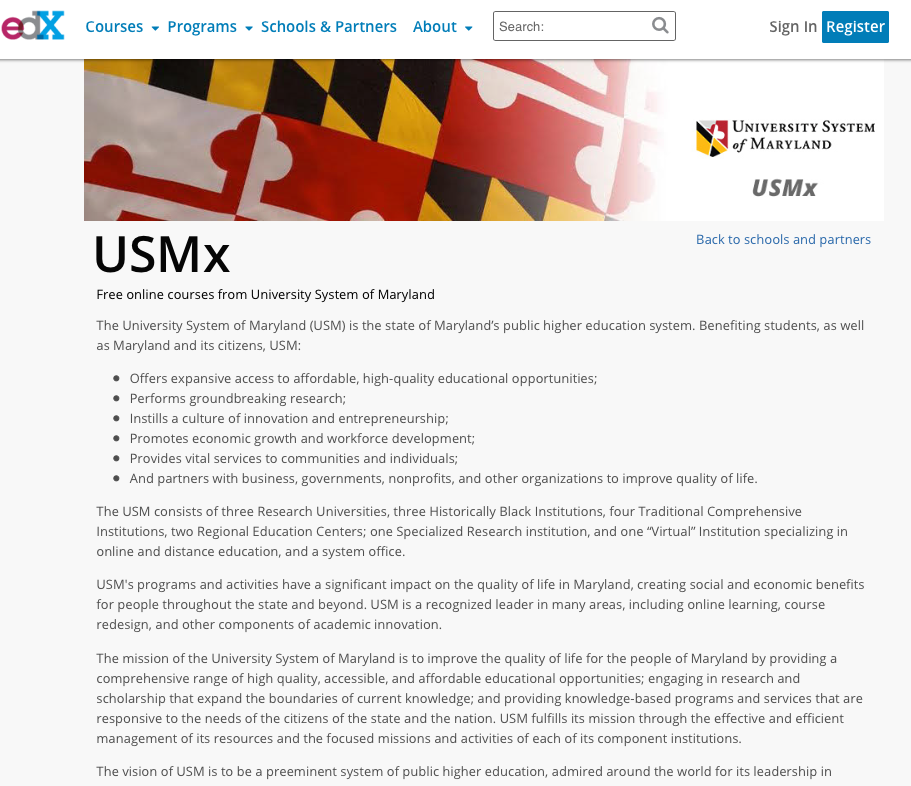 edX Courses Programs Schools & Partners About Search: Sign In Register
UNIVERSITY SYSTEM
of MARYLAND
USMx
USMx
Back to schools and partners
Free online courses from University System of Maryland
The University System of Maryland (USM) is the state of Maryland’s public higher education system. Benefiting students, as well
as Maryland and its citizens, USM:
• Offers expansive access to affordable, high-quality educational opportunities;
• Performs groundbreaking research;
• Instills a culture of innovation and entrepreneurship;
• Promotes economic growth and workforce development;
• Provides vital services to communities and individuals;
• And partners with business, governments, nonprofits, and other organizations to improve quality of life.
The USM consists of three Research Universities, three Historically Black Institutions, four Traditional Comprehensive
Institutions, two Regional Education Centers; one Specialized Research institution, and one “Virtual” Institution specializing in
online and distance education, and a system office.
USM's programs and activities have a significant impact on the quality of life in Maryland, creating social and economic benefits
for people throughout the state and beyond. USM is a recognized leader in many areas, including online learning, course
redesign, and other components of academic innovation.
The mission of the University System of Maryland is to improve the quality of life for the people of Maryland by providing a
comprehensive range of high quality, accessible, and affordable educational opportunities; engaging in research and
scholarship that expand the boundaries of current knowledge; and providing knowledge-based programs and services that are
responsive to the needs of the citizens of the state and the nation. USM fulfills its mission through the effective and efficient
management of its resources and the focused missions and activities of each of its component institutions.
The vision of USM is to be a preeminent system of public higher education, admired around the world for its leadership in